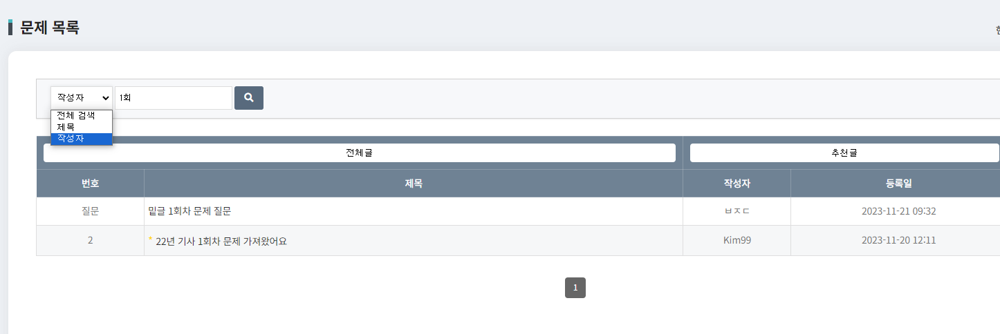 문제 목록
작성자 1회
전체 검색
제목
작성자
전체글 추천글
번호 제목 작성자 등록일
질문 밑글 1회차 문제 질문 ㅂㅈㄷ 2023-11-21 09:32
2 22년 기사 1회차 문제 가져왔어요 Kim99 2023-11-20 12:11
1